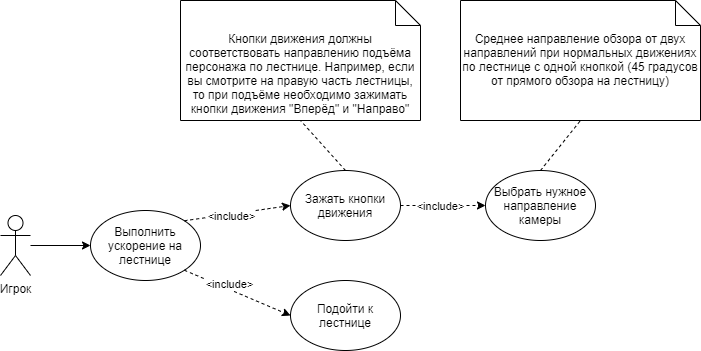 Кнопки движения должны
соответствовать направлению подъёма
персонажа по лестнице. Например, если
вы смотрите на правую часть лестницы,
то при подъёме необходимо зажимать
кнопки движения "Вперёд" и "Направо"
Среднее направление обзора от двух
направлений при нормальных движениях
по лестнице с одной кнопкой (45 градусов
от прямого обзора на лестницу)
Зажать кнопки
движения
<include>
Выбрать нужное
направление
камеры
<include>
Выполнить
ускорение на
лестнице
Игрок
<include>
Подойти к
лестнице